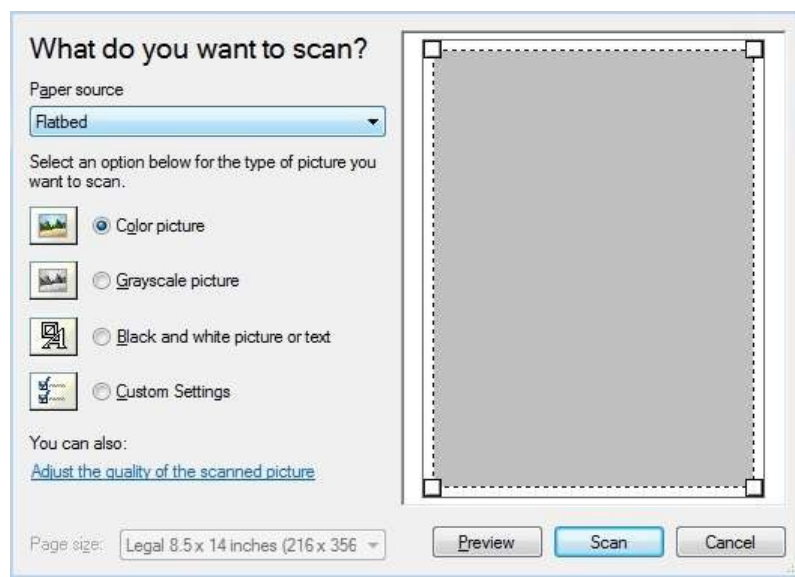 What do you want to scan?
Paper source
Flatbed
Select an option below for the type of picture you
want to scan.
Color picture
Grayscale picture
Black and white picture or text
Custom Settings
You can also:
Adjust the quality of the scanned picture
Page size: Legal 8.5 x 14 inches (216 x 356
Preview Scan Cancel